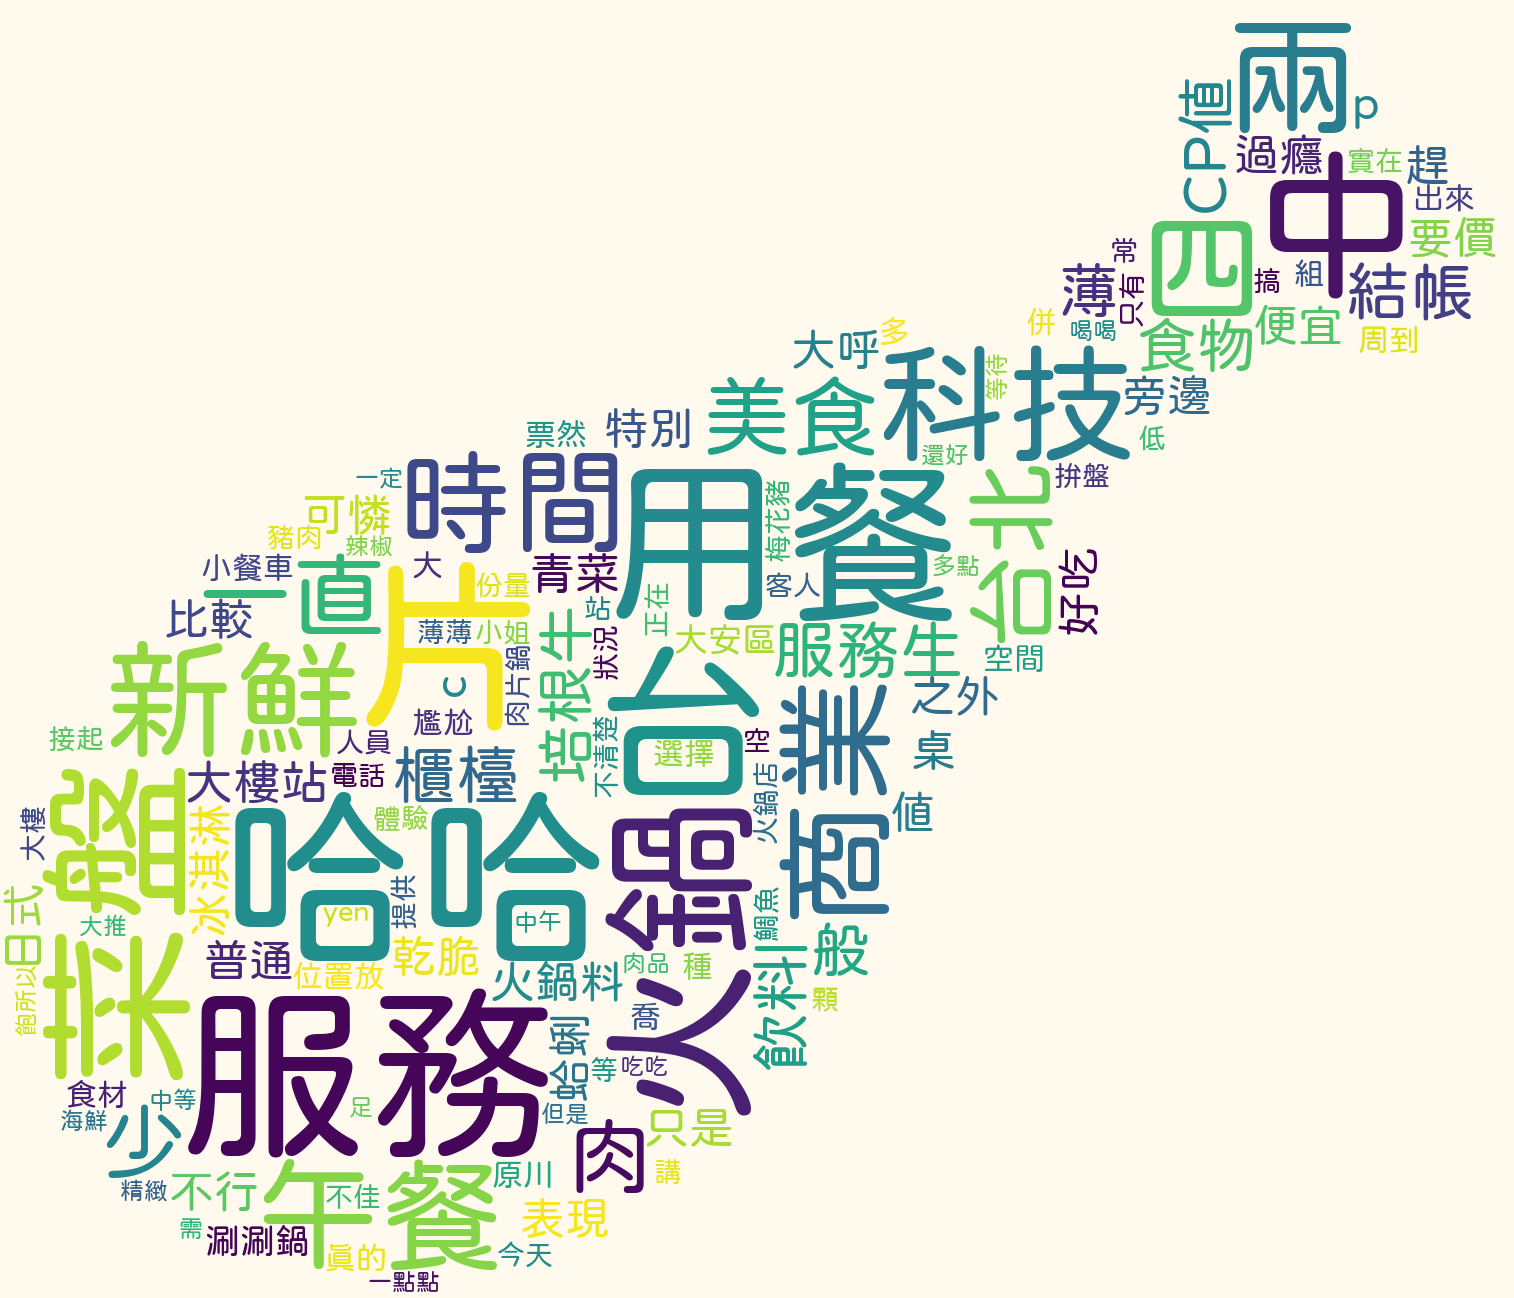 兩
p
CP值
過癮
實在
趕
中
出來
要價
四
常
薄
只有
搞
組
結帳
食物
便宜
周到
併
喝喝
多
大呼
科技
等待
旁邊
低
美食
還好
特別
票然
拚盤
一定
時間
用餐
梅花豬
台北
可憐
豬肉
辣椒
小餐車
一直
大
片
份量
青菜
客人
多點
好吃
正在
站
比較
薄薄
小姐
大安區
服務生
空間
狀況
培根牛
新鮮
C
肉片鍋
尷尬
台
選擇
空
之外
業商
桌
接起
人員
不清楚
大樓站
電話
櫃檯
火鍋店
值
大樓
盤
冰淇淋
哈哈
體驗
火鍋
yen
提供
中午
鯛魚
日式
大推
菜
普通
位置放
乾脆
火鍋料
肉品
種
般
飲料
顆
飽所以
服務
喬
蛤蜊
等
吃吃
食材
中等
海鮮
少
足
但是
肉
只是
講
精緻
不行
午餐
不佳
原川
需
涮涮鍋
真的
表現
今天
一點點